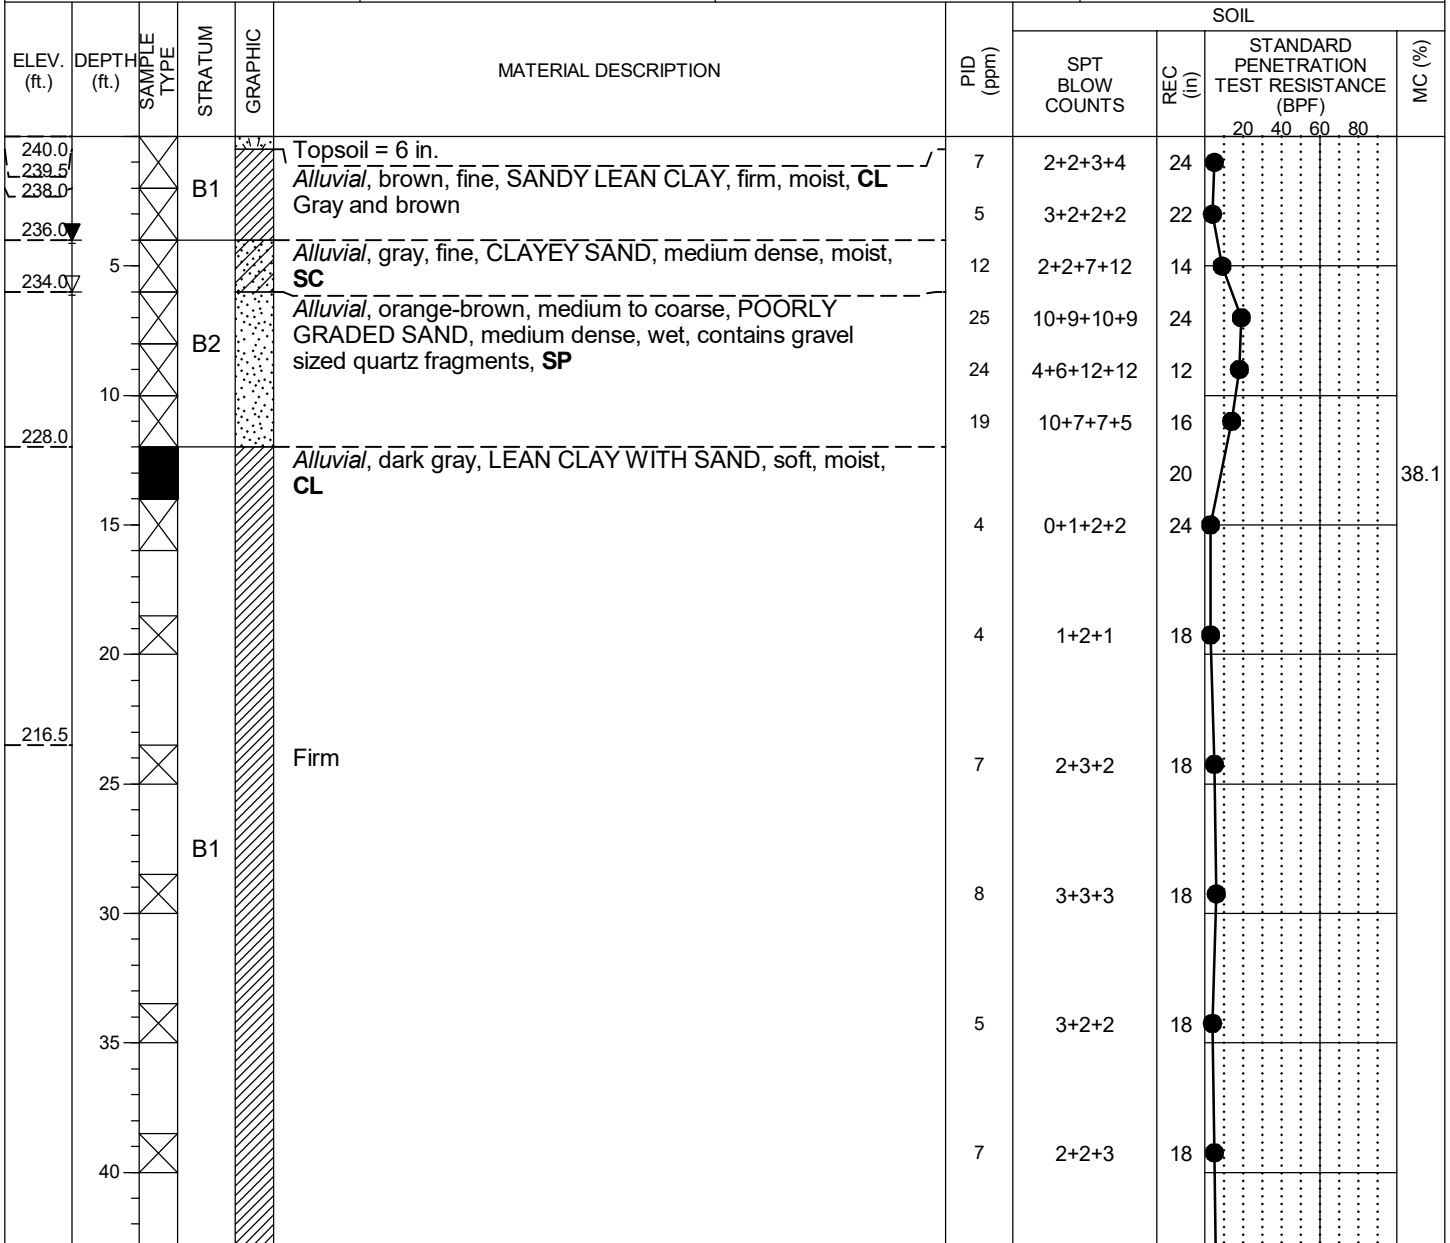 SOIL
ELEV. (ft.)
DEPTH (ft.)
SAMPLE TYPE
STRATUM
GRAPHIC
MATERIAL DESCRIPTION
PID (ppm)
SPT BLOW COUNTS
REC (in)
STANDARD PENETRATION TEST RESISTANCE (BPF)
20 40 60 80
MC (%)
240.0
Topsoil = 6 in.
7 2+2+3+4 24
239.5
Alluvial, brown, fine, SANDY LEAN CLAY, firm, moist, CL
238.0
B1
Gray and brown
5 3+2+2+2 22
236.0
Alluvial, gray, fine, CLAYEY SAND, medium dense, moist,
SC
5
12 2+2+7+12 14
234.0
Alluvial, orange-brown, medium to coarse, POORLY
GRADED SAND, medium dense, wet, contains gravel
sized quartz fragments, SP
25 10+9+10+9 24
B2
24 4+6+12+12 12
10
19 10+7+7+5 16
228.0
Alluvial, dark gray, LEAN CLAY WITH SAND, soft, moist,
CL
20 38.1
15
4 0+1+2+2 24
4 1+2+1 18
20
216.5
Firm
7 2+3+2 18
25
B1
8 3+3+3 18
30
5 3+2+2 18
35
7 2+2+3 18
40